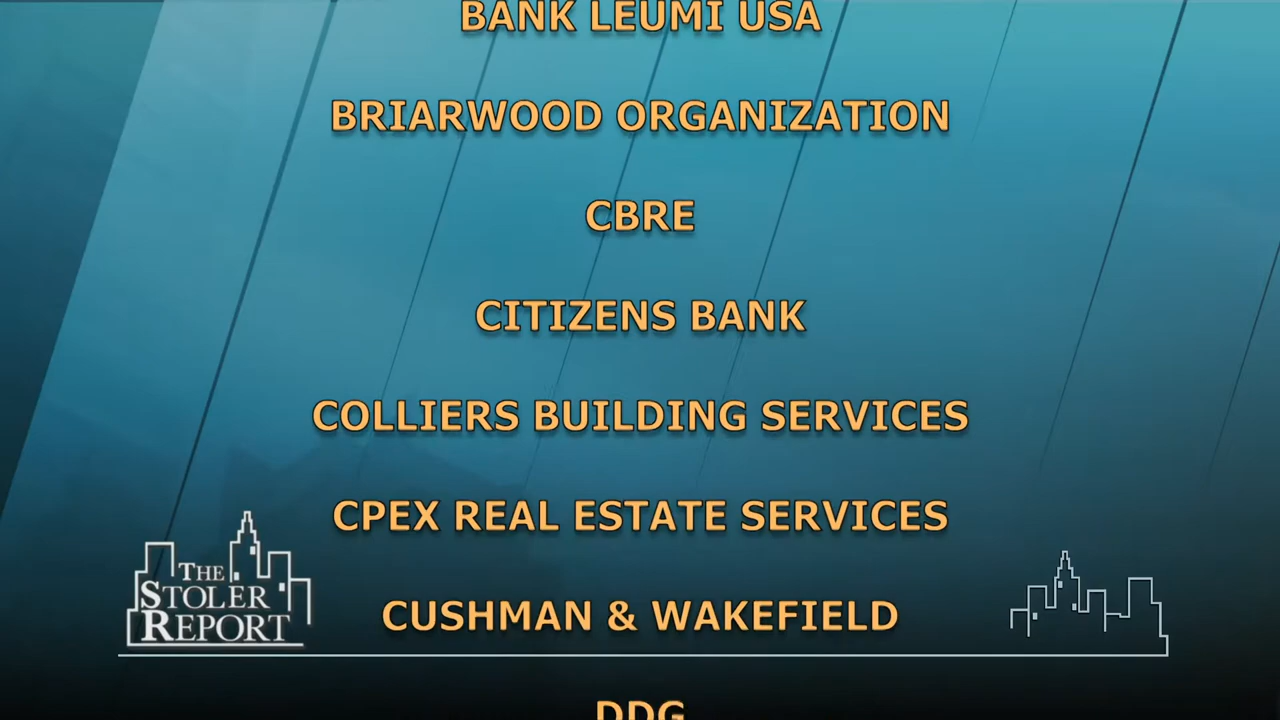 BANK LEUMI USA
BRIARWOOD ORGANIZATION
CBRE
CITIZENS BANK
COLLIERS BUILDING SERVICES
CPEX REAL ESTATE SERVICES
THE
STOLER
REPORT
CUSHMAN & WAKEFIELD
DDG